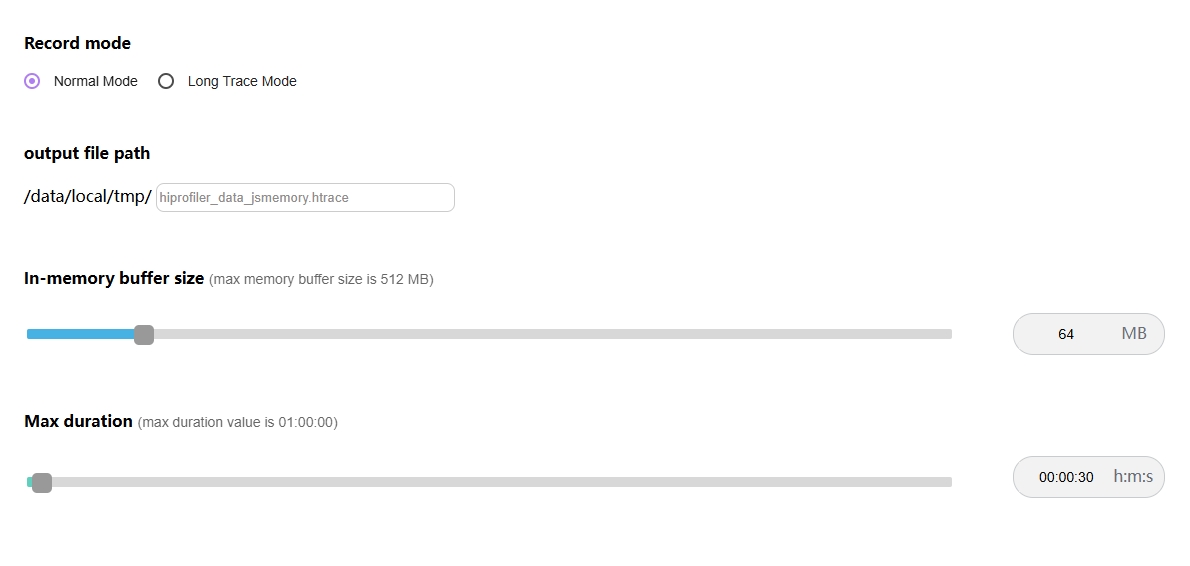 Record mode
Normal Mode Long Trace Mode
output file path
/data/local/tmp/ hiprofiler_data_jsmemory.htrace
In-memory buffer size (max memory buffer size is 512 MB)
64 MB
Max duration (max duration value is 01:00:00)
00:00:30 h:m:s